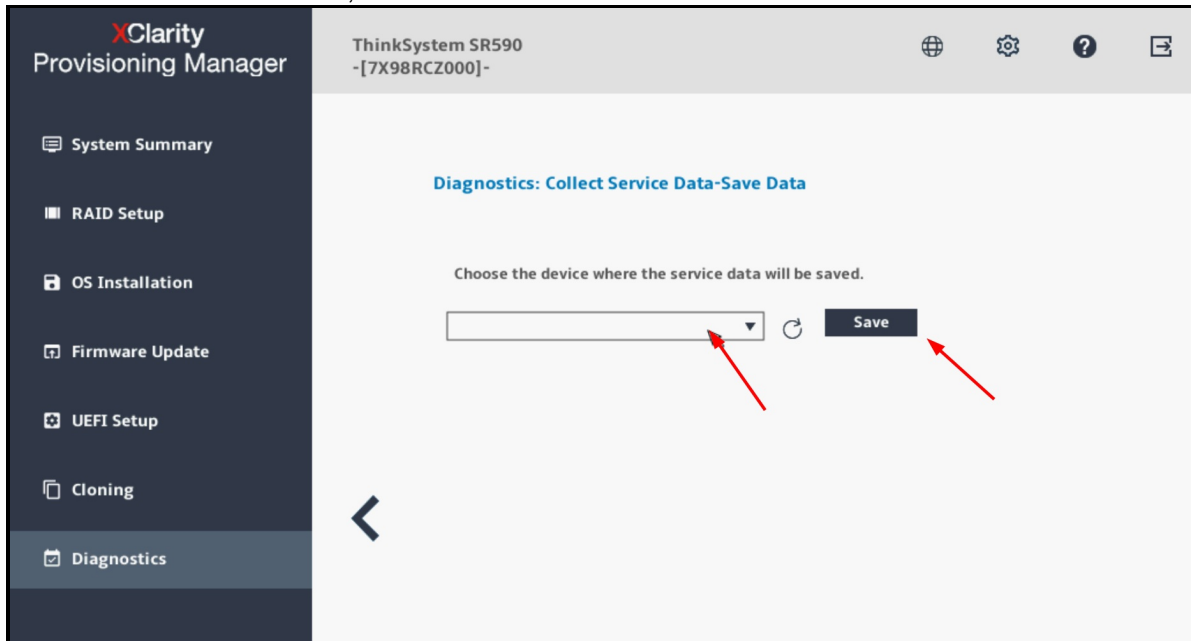 XClarity
Provisioning Manager
ThinkSystem SR590
-[7X98RCZ000]-
System Summary
RAID Setup
OS Installation
Firmware Update
UEFI Setup
Cloning
Diagnostics
Diagnostics: Collect Service Data-Save Data
Choose the device where the service data will be saved.
Save